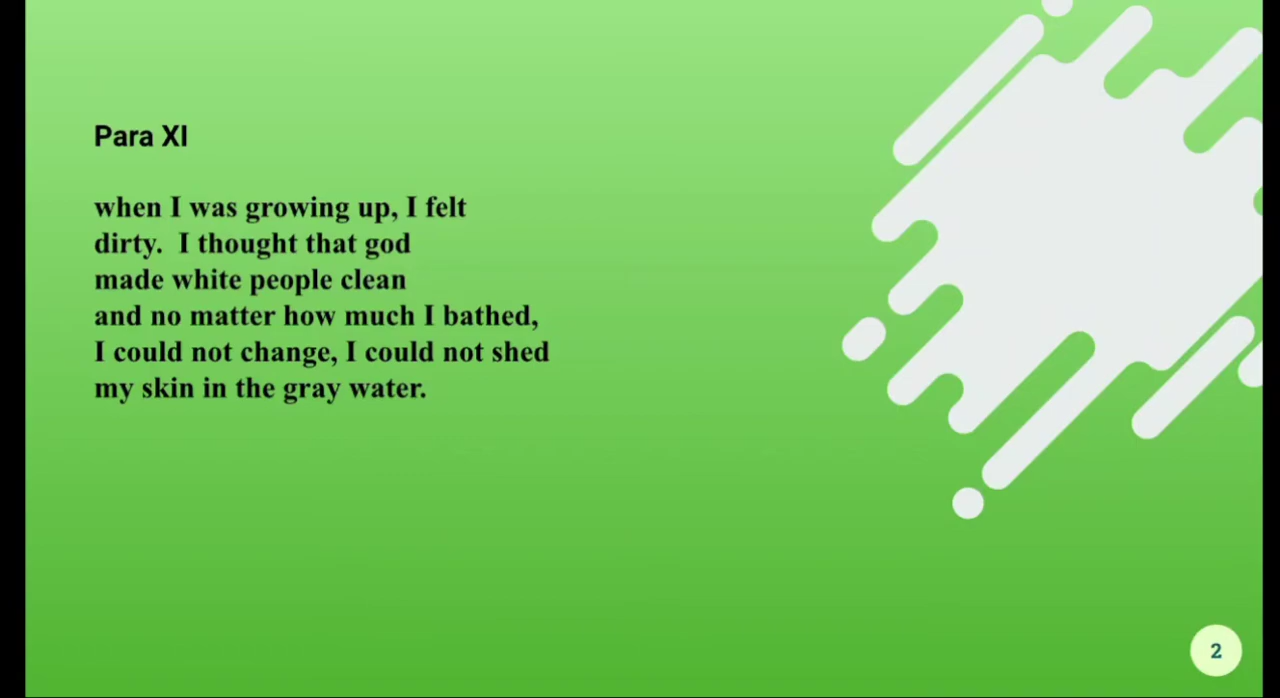 Para XI
when I was growing up, I felt
dirty.  I thought that god
made white people clean
and no matter how much I bathed,
I could not change, I could not shed
my skin in the gray water.
2